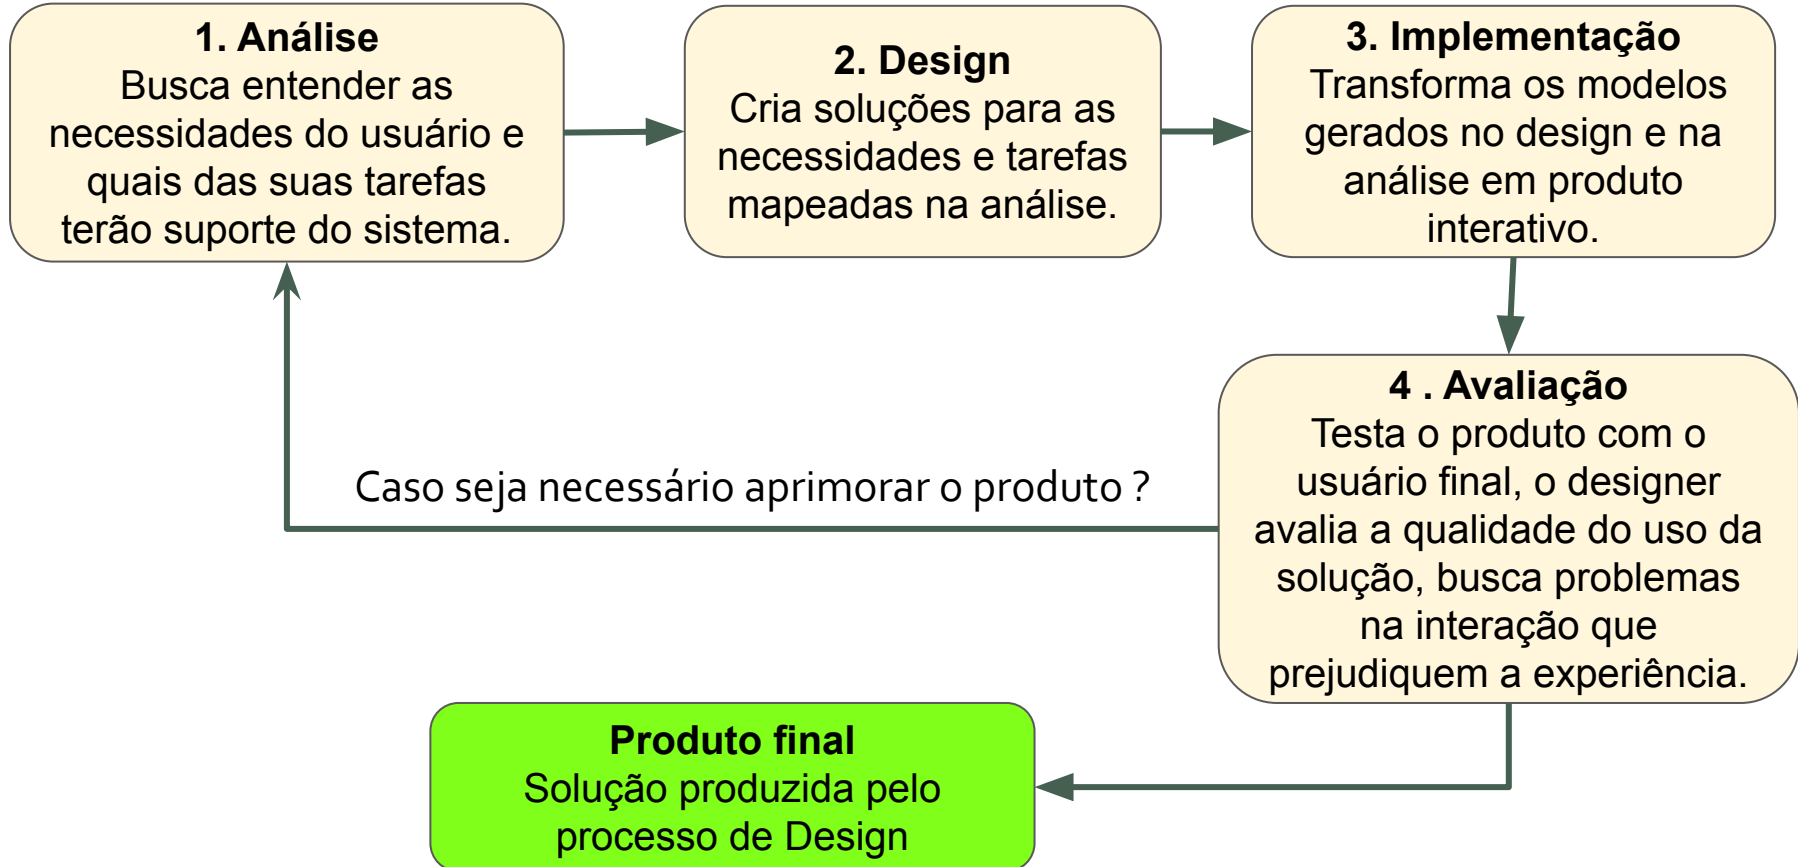 1. Análise
Busca entender as
necessidades do usuário e
quais das suas tarefas
terão suporte do sistema.
2. Design
Cria soluções para as
necessidades e tarefas
mapeadas na análise.
3. Implementação
Transforma os modelos
gerados no design e na
análise em produto
interativo.
4 . Avaliação
Testa o produto com o
usuário final, o designer
avalia a qualidade do uso da
solução, busca problemas
na interação que
prejudiquem a experiência.
Caso seja necessário aprimorar o produto ?
Produto final
Solução produzida pelo
processo de Design